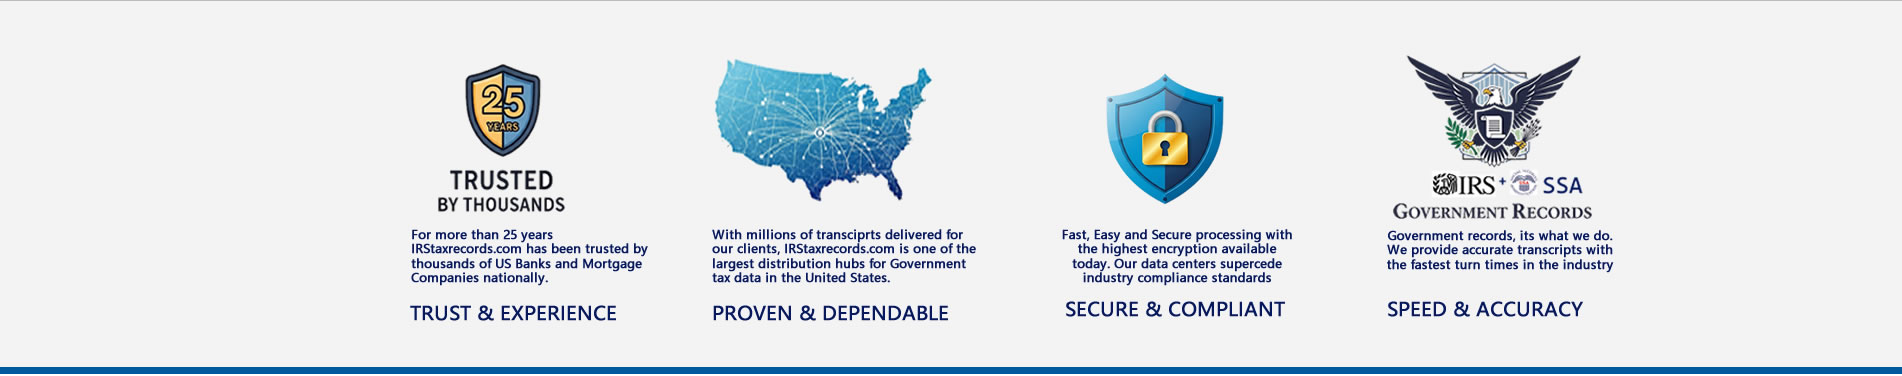 25
YEARS
TRUSTED
BY THOUSANDS
For more than 25 years
IRStaxrecords.com has been trusted by
thousands of US Banks and Mortgage
Companies nationally.
TRUST & EXPERIENCE
With millions of transciprts delivered for
our clients, IRStaxrecords.com is one of the
largest distribution hubs for Government
tax data in the United States.
PROVEN & DEPENDABLE
Fast, Easy and Secure processing with
the highest encryption available
today. Our data centers supercede
industry compliance standards
SECURE & COMPLIANT
IRS + SSA
GOVERNMENT RECORDS
Government records, its what we do.
We provide accurate transcripts with
the fastest turn times in the industry
SPEED & ACCURACY